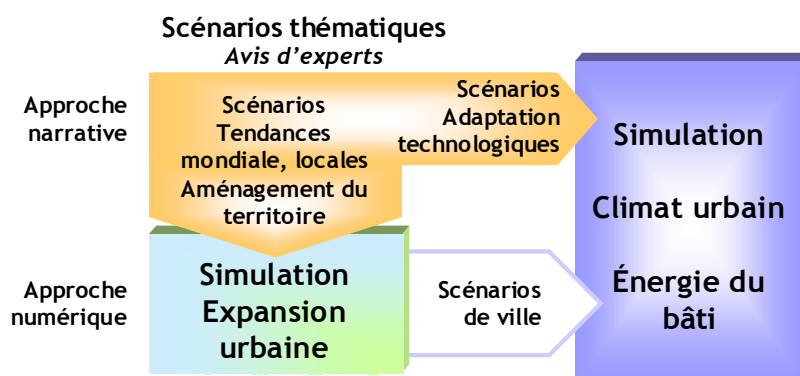 Scénarios thématiques
Avis d’experts
Approche
narrative
Scénarios
Tendances
mondiale, locales
Aménagement du
territoire
Scénarios
Adaptation
technologiques
Simulation
Climat urbain
Énergie du
bâti
Approche
numérique
Simulation
Expansion
urbaine
Scénarios
de ville